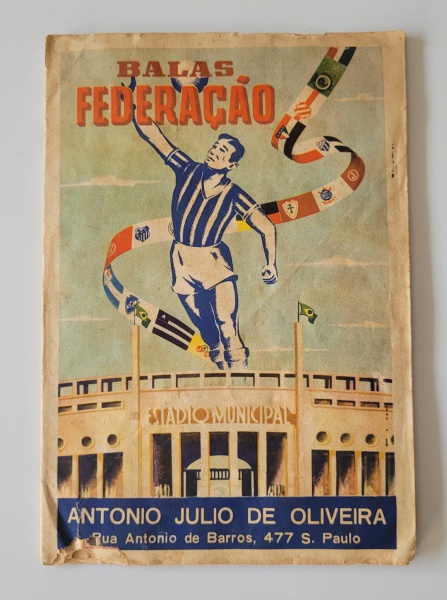 BALAS
FEDERAÇÃO
ESTADIO MUNICIPAL
ANTONIO JULIO DE OLIVEIRA
Rua Antonio de Barros, 477 S. Paulo